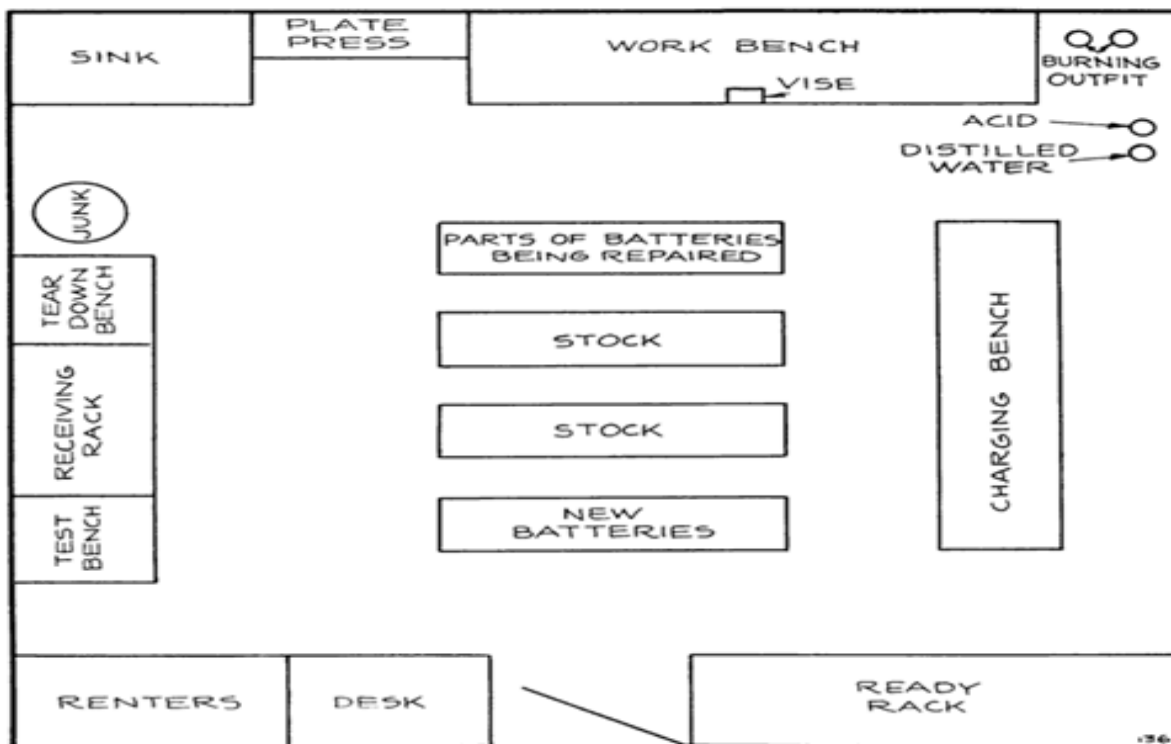 SINK
PLATE
PRESS
WORK BENCH
VISE
BURNING
OUTFIT
ACID
DISTILLED
WATER
JUNK
TEAR
DOWN
BENCH
RECEIVING
RACK
TEST
BENCH
PARTS OF BATTERIES
BEING REPAIRED
STOCK
STOCK
NEW
BATTERIES
CHARGING BENCH
RENTERS
DESK
READY
RACK
136